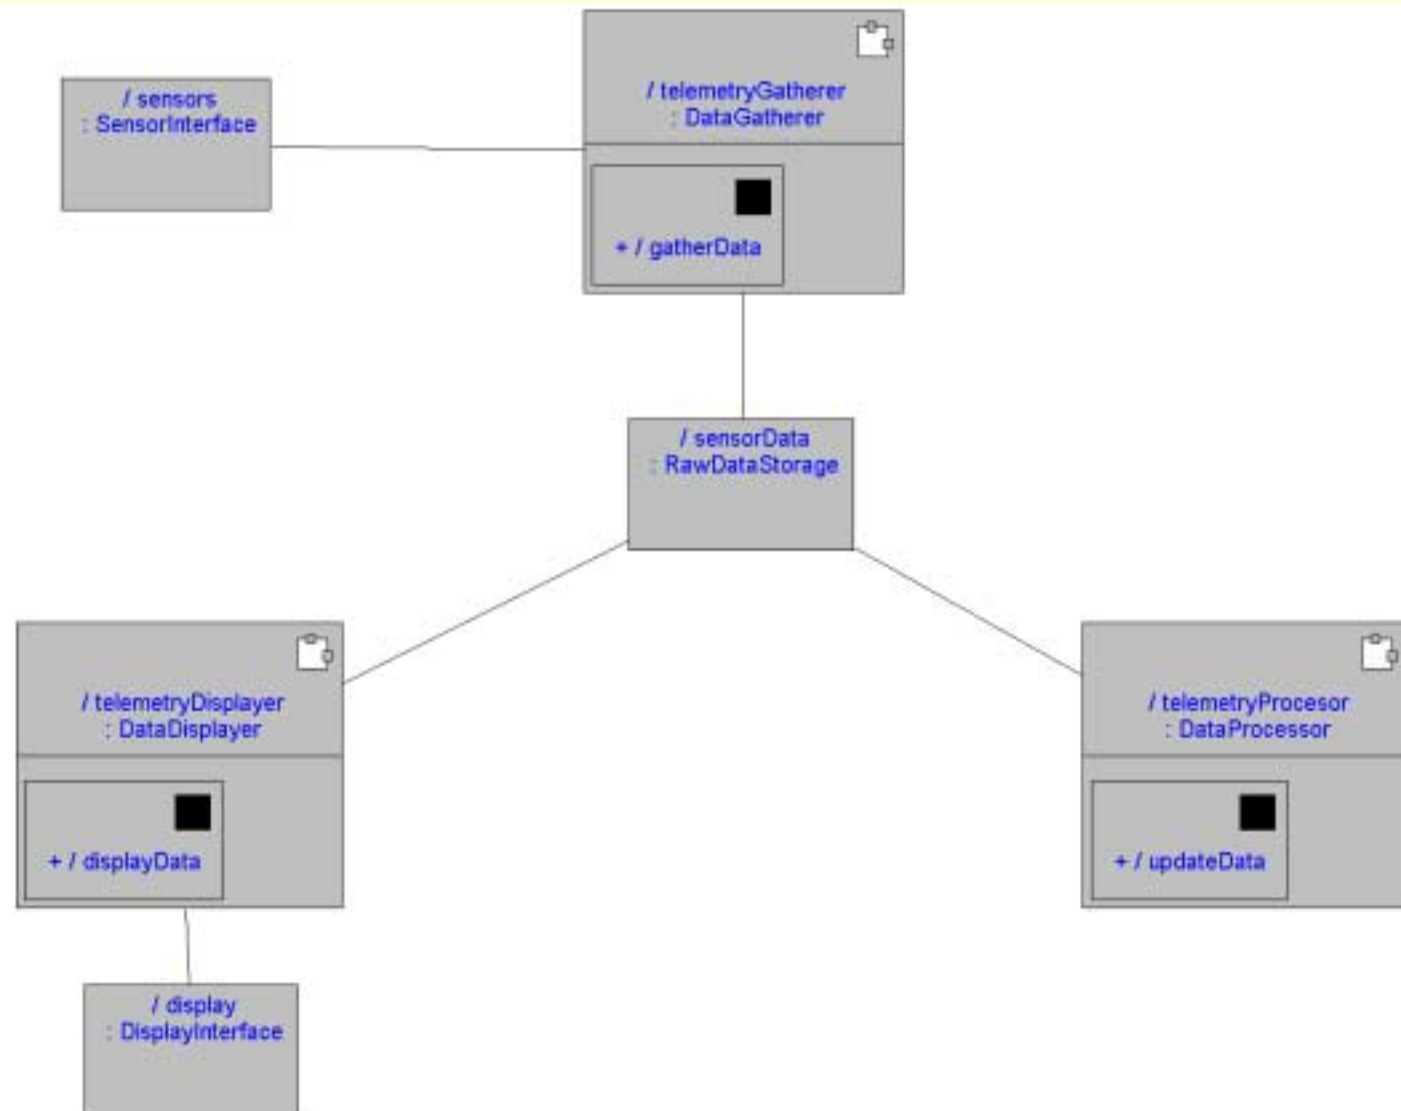 / sensors
: SensorInterface
/ telemetryGatherer
: DataGatherer
+ / gatherData
/ sensorData
: RawDataStorage
/ telemetryDisplayer
: DataDisplayer
+ / displayData
/ telemetryProcesor
: DataProcessor
+ / updateData
/ display
: DisplayInterface